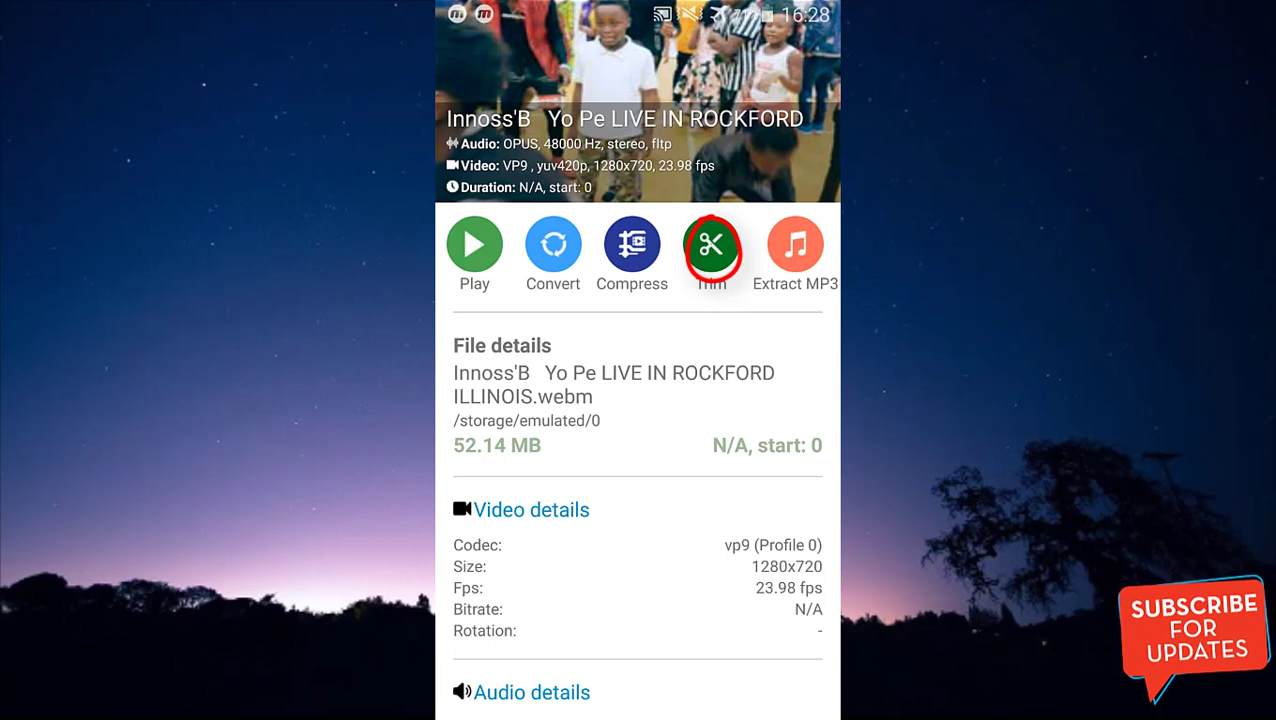 16:28
Innoss'B Yo Pe LIVE IN ROCKFORD
Audio: OPUS, 48000 Hz, stereo, fltp
Video: VP9 , yuv420p, 1280x720, 23.98 fps
Duration: N/A, start: 0
Play
Convert
Compress
Trim
Extract MP3
File details
Innoss'B Yo Pe LIVE IN ROCKFORD
ILLINOIS.webm
/storage/emulated/0
52.14 MB N/A, start: 0
Video details
Codec: vp9 (Profile 0)
Size: 1280x720
Fps: 23.98 fps
Bitrate: N/A
Rotation: -
Audio details
SUBSCRIBE
FOR
UPDATES